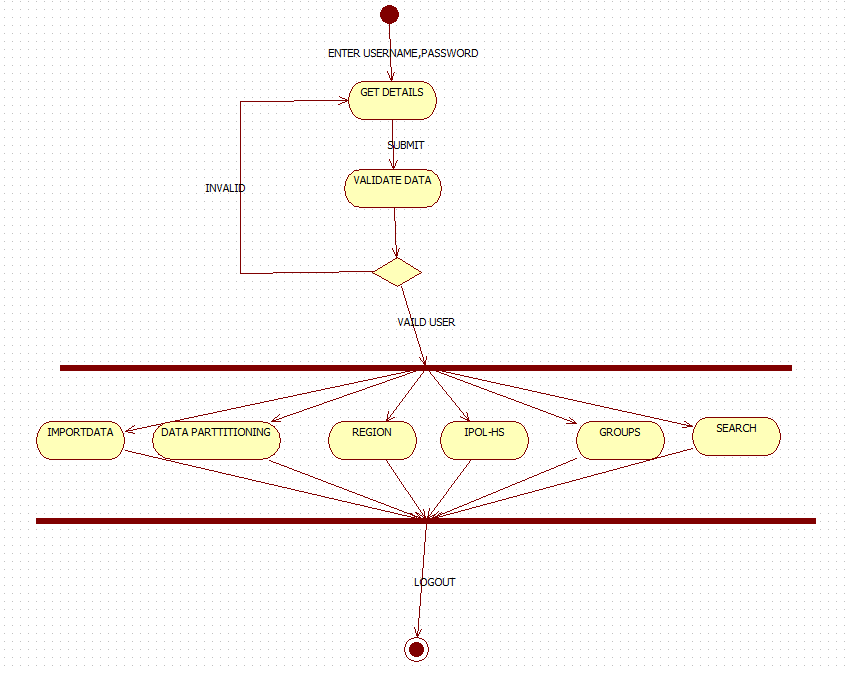 ENTER USERNAME,PASSWORD
GET DETAILS
SUBMIT
VALIDATE DATA
INVALID
VAILD USER
IMPORTDATA
DATA PARTTITIONING
REGION
IPOL-HS
GROUPS
SEARCH
LOGOUT